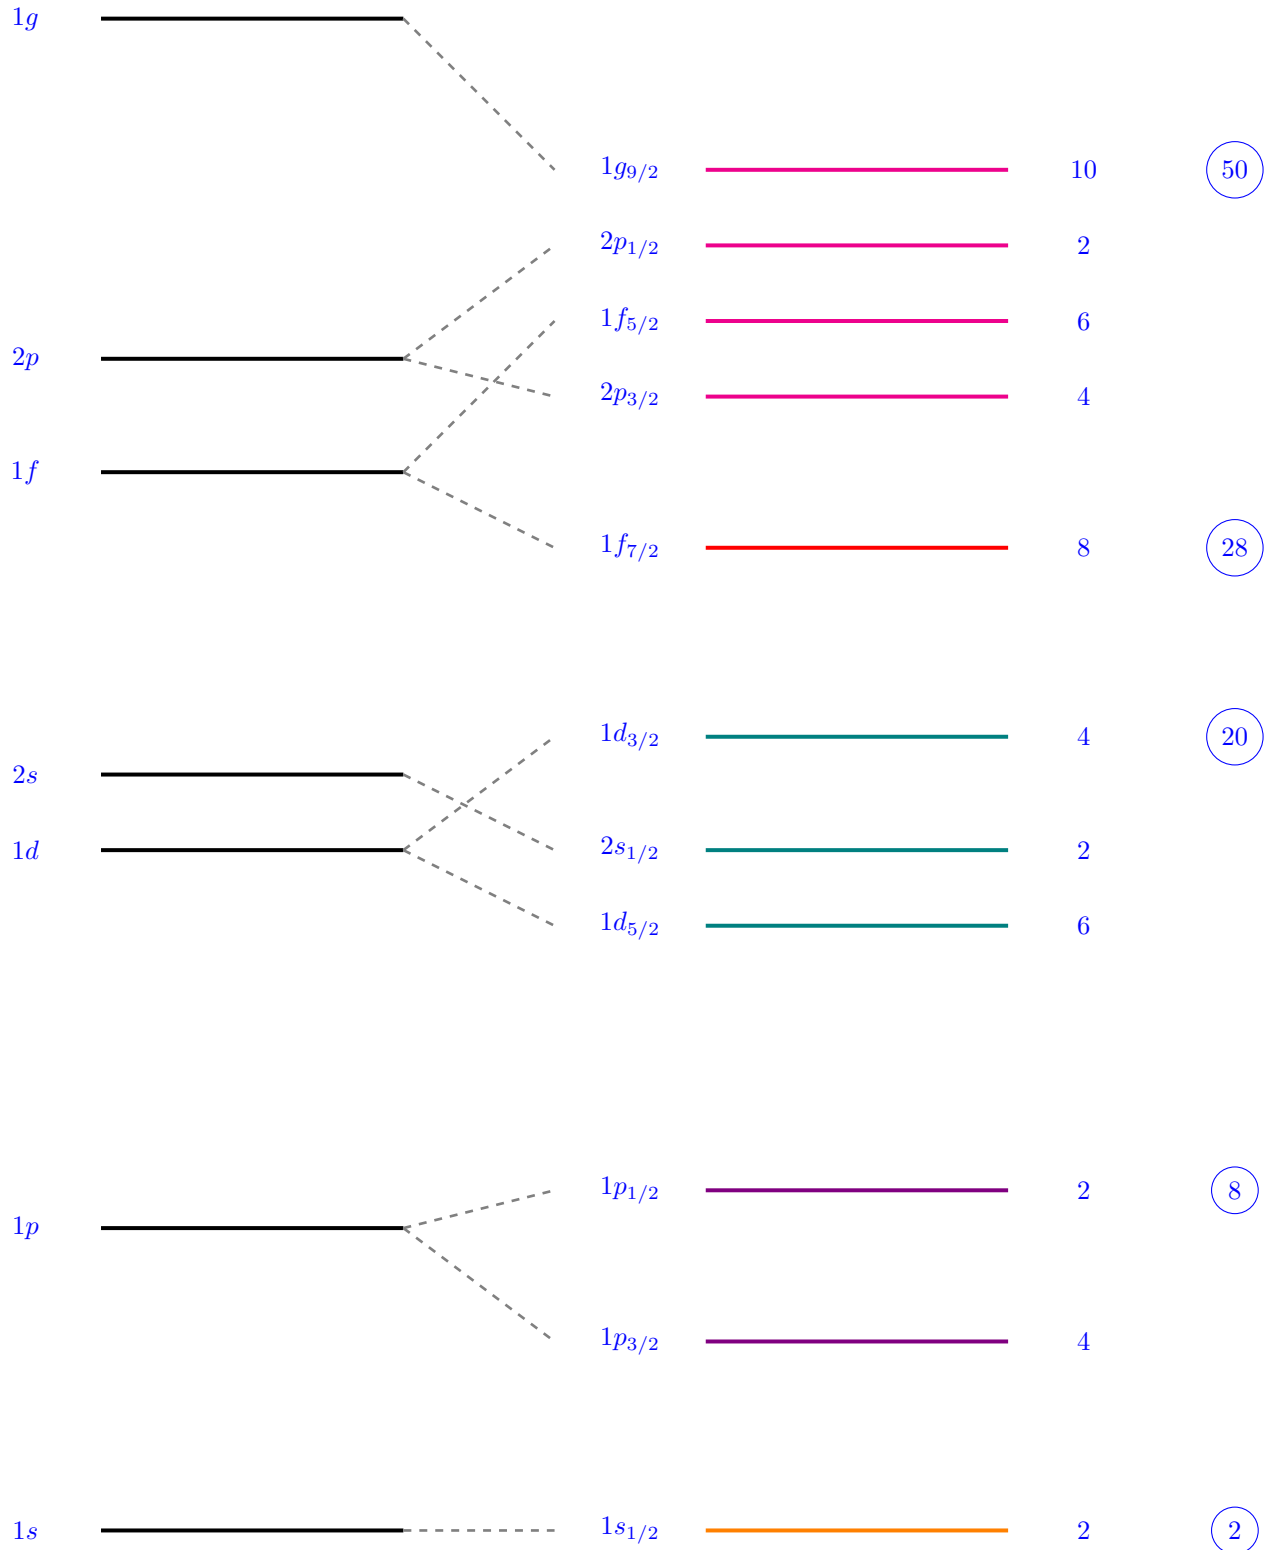 1g
1g9/2 10 50
2p1/2 2
1f5/2 6
2p
2p3/2 4
1f
1f7/2 8 28
1d3/2 4 20
2s
1d 2s1/2 2
1d5/2 6
1p1/2 2 8
1p
1p3/2 4
1s 1s1/2 2 2